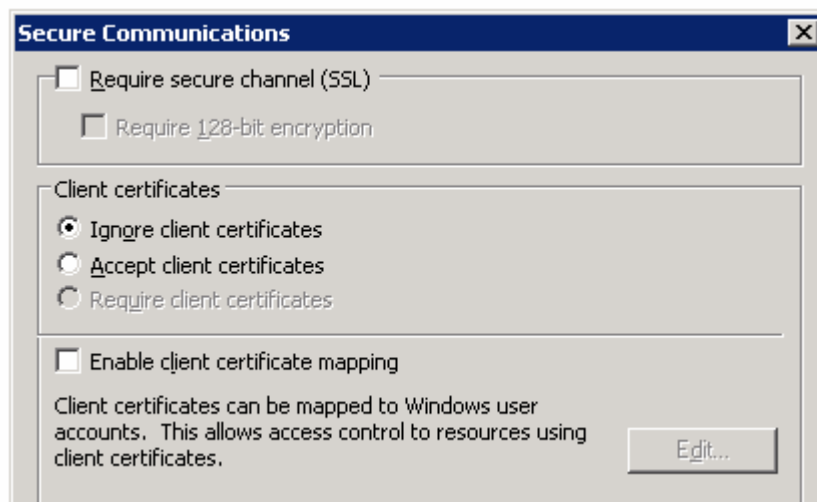 Secure Communications
Require secure channel (SSL)
Require 128-bit encryption
Client certificates
Ignore client certificates
Accept client certificates
Require client certificates
Enable client certificate mapping
Client certificates can be mapped to Windows user
accounts.  This allows access control to resources using
client certificates.
Edit...